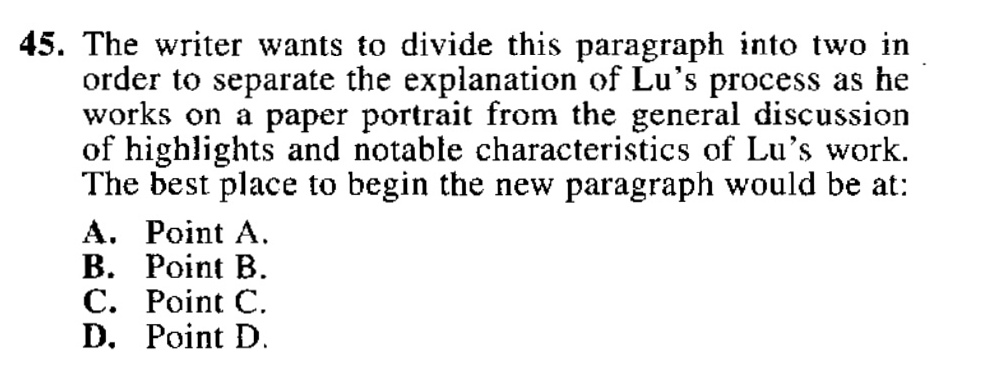 45. The writer wants to divide this paragraph into two in
order to separate the explanation of Lu's process as he
works on a paper portrait from the general discussion
of highlights and notable characteristics of Lu's work.
The best place to begin the new paragraph would be at:
A. Point A.
B. Point B.
C. Point C.
D. Point D.